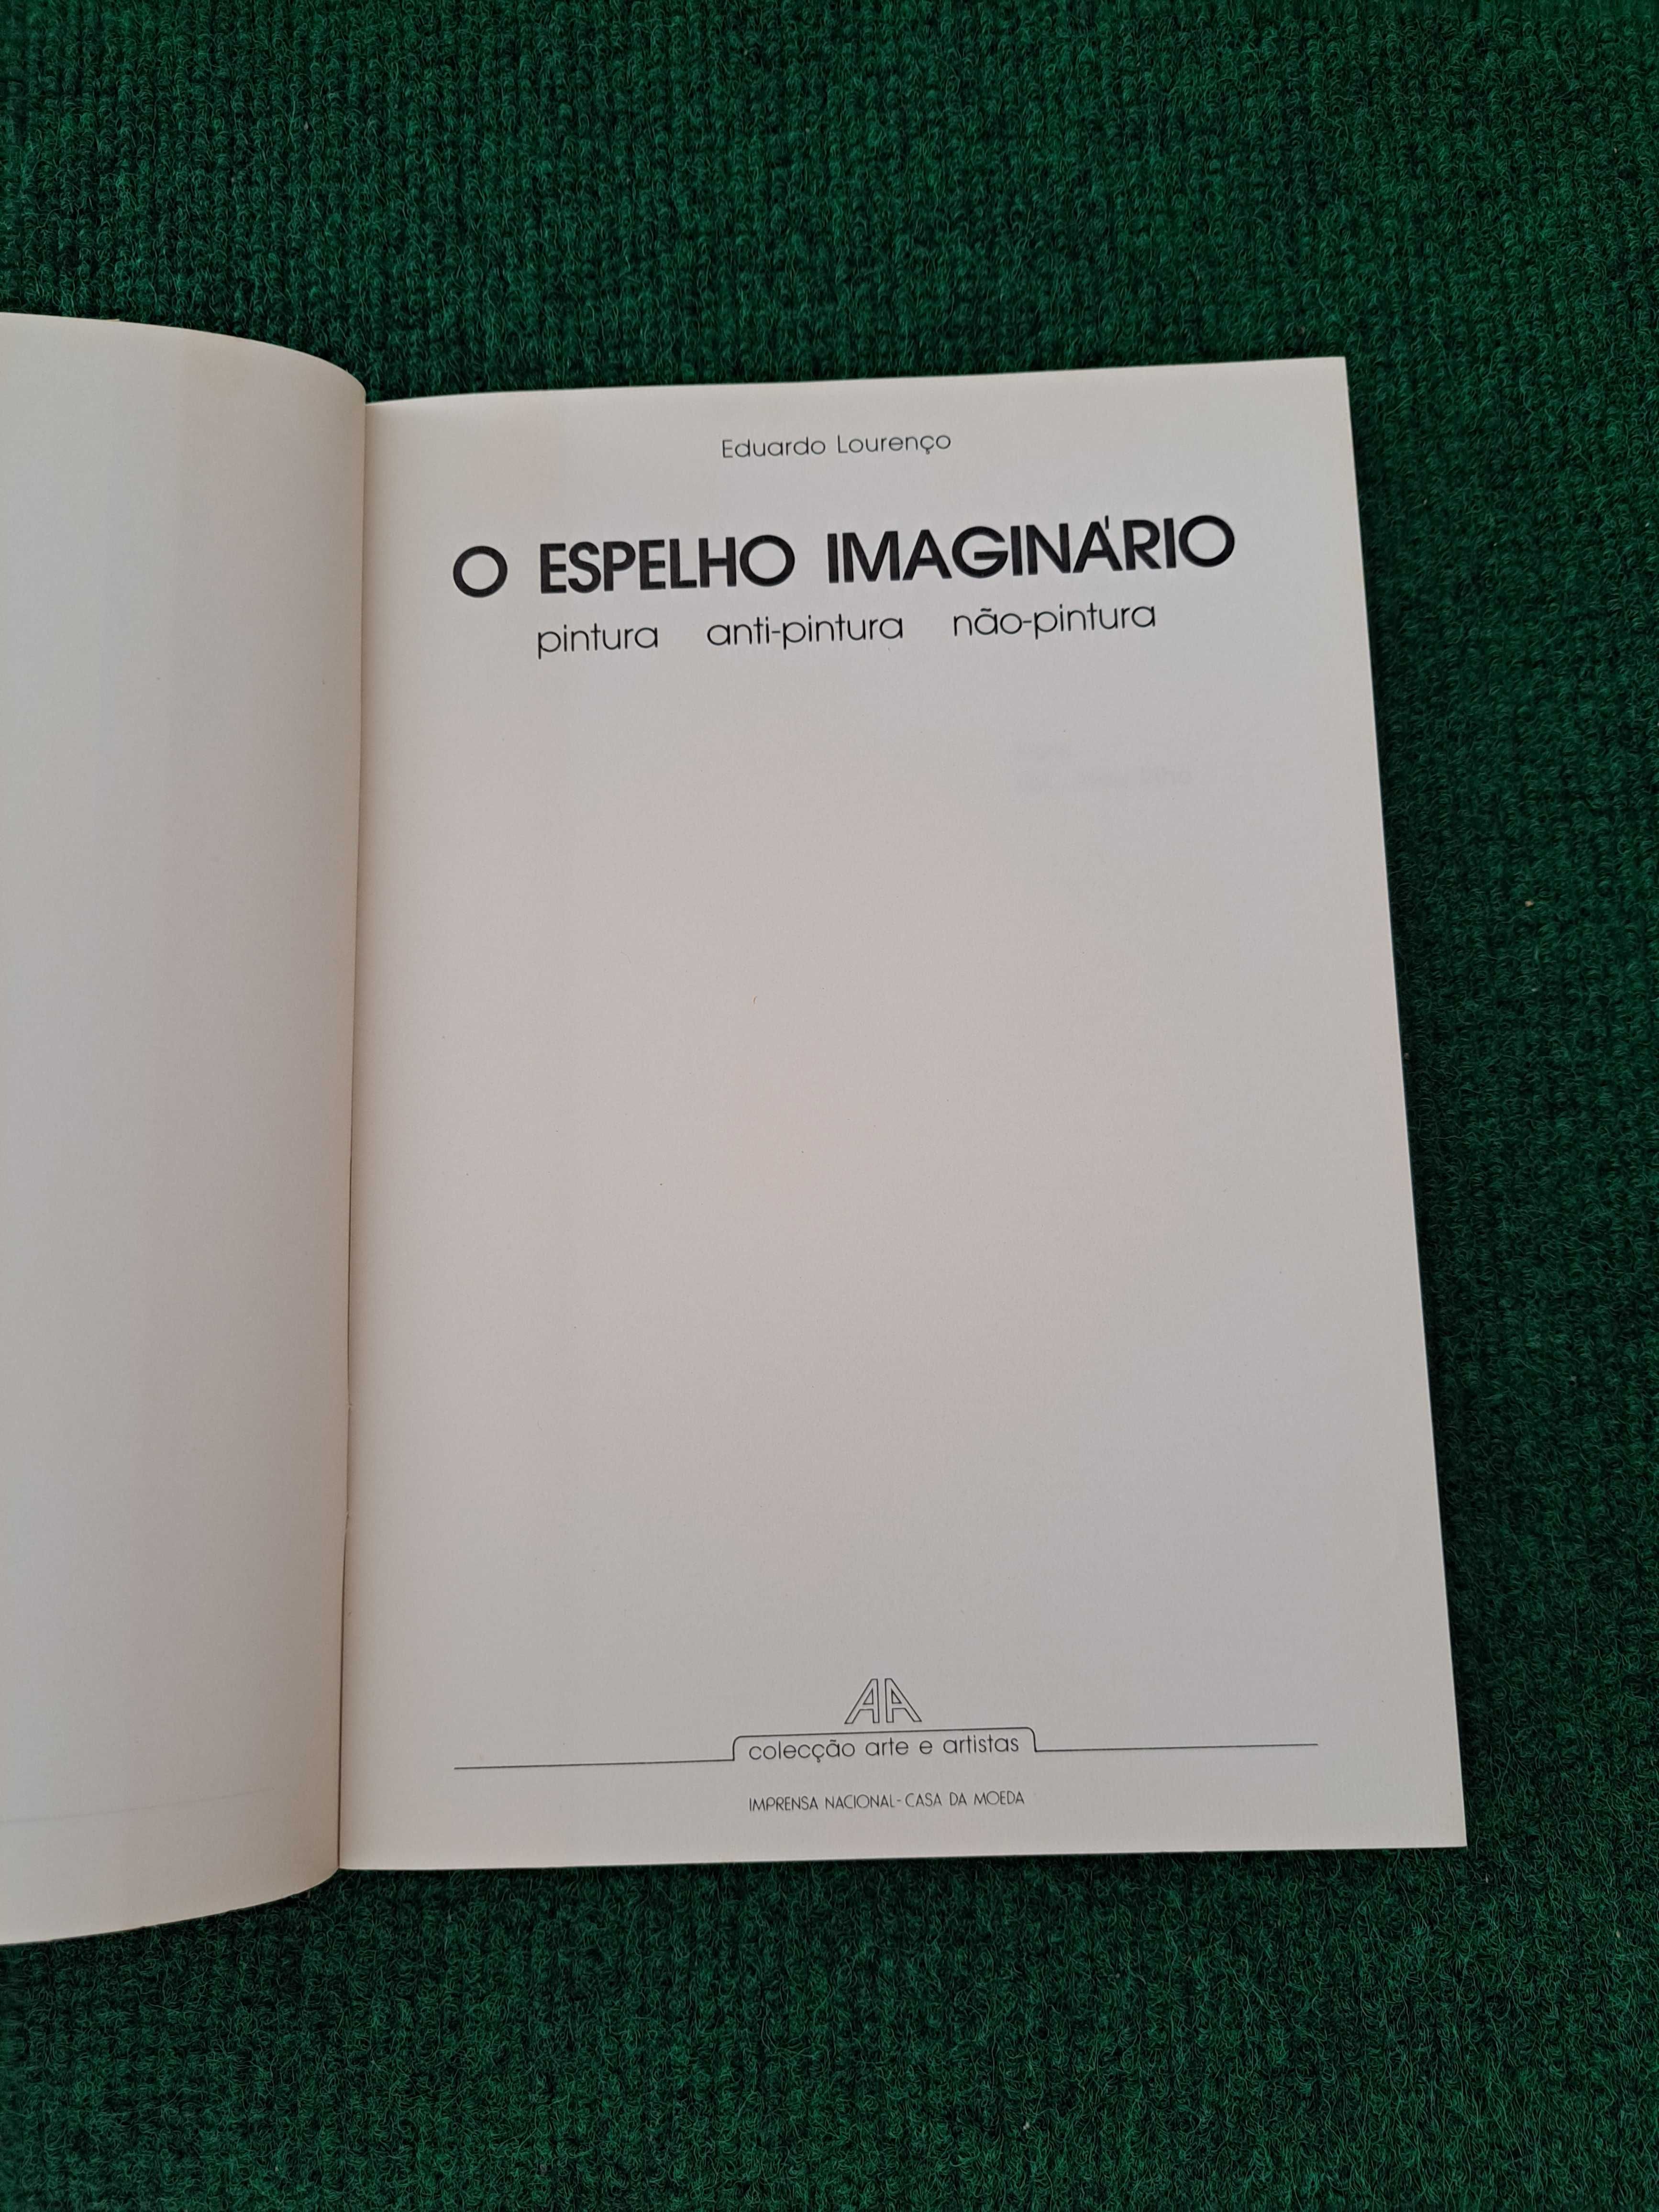 Eduardo Lourenço
O ESPELHO IMAGINÁRIO
pintura anti-pintura não-pintura
AA
colecção arte e artistas
IMPRENSA NACIONAL-CASA DA MOEDA